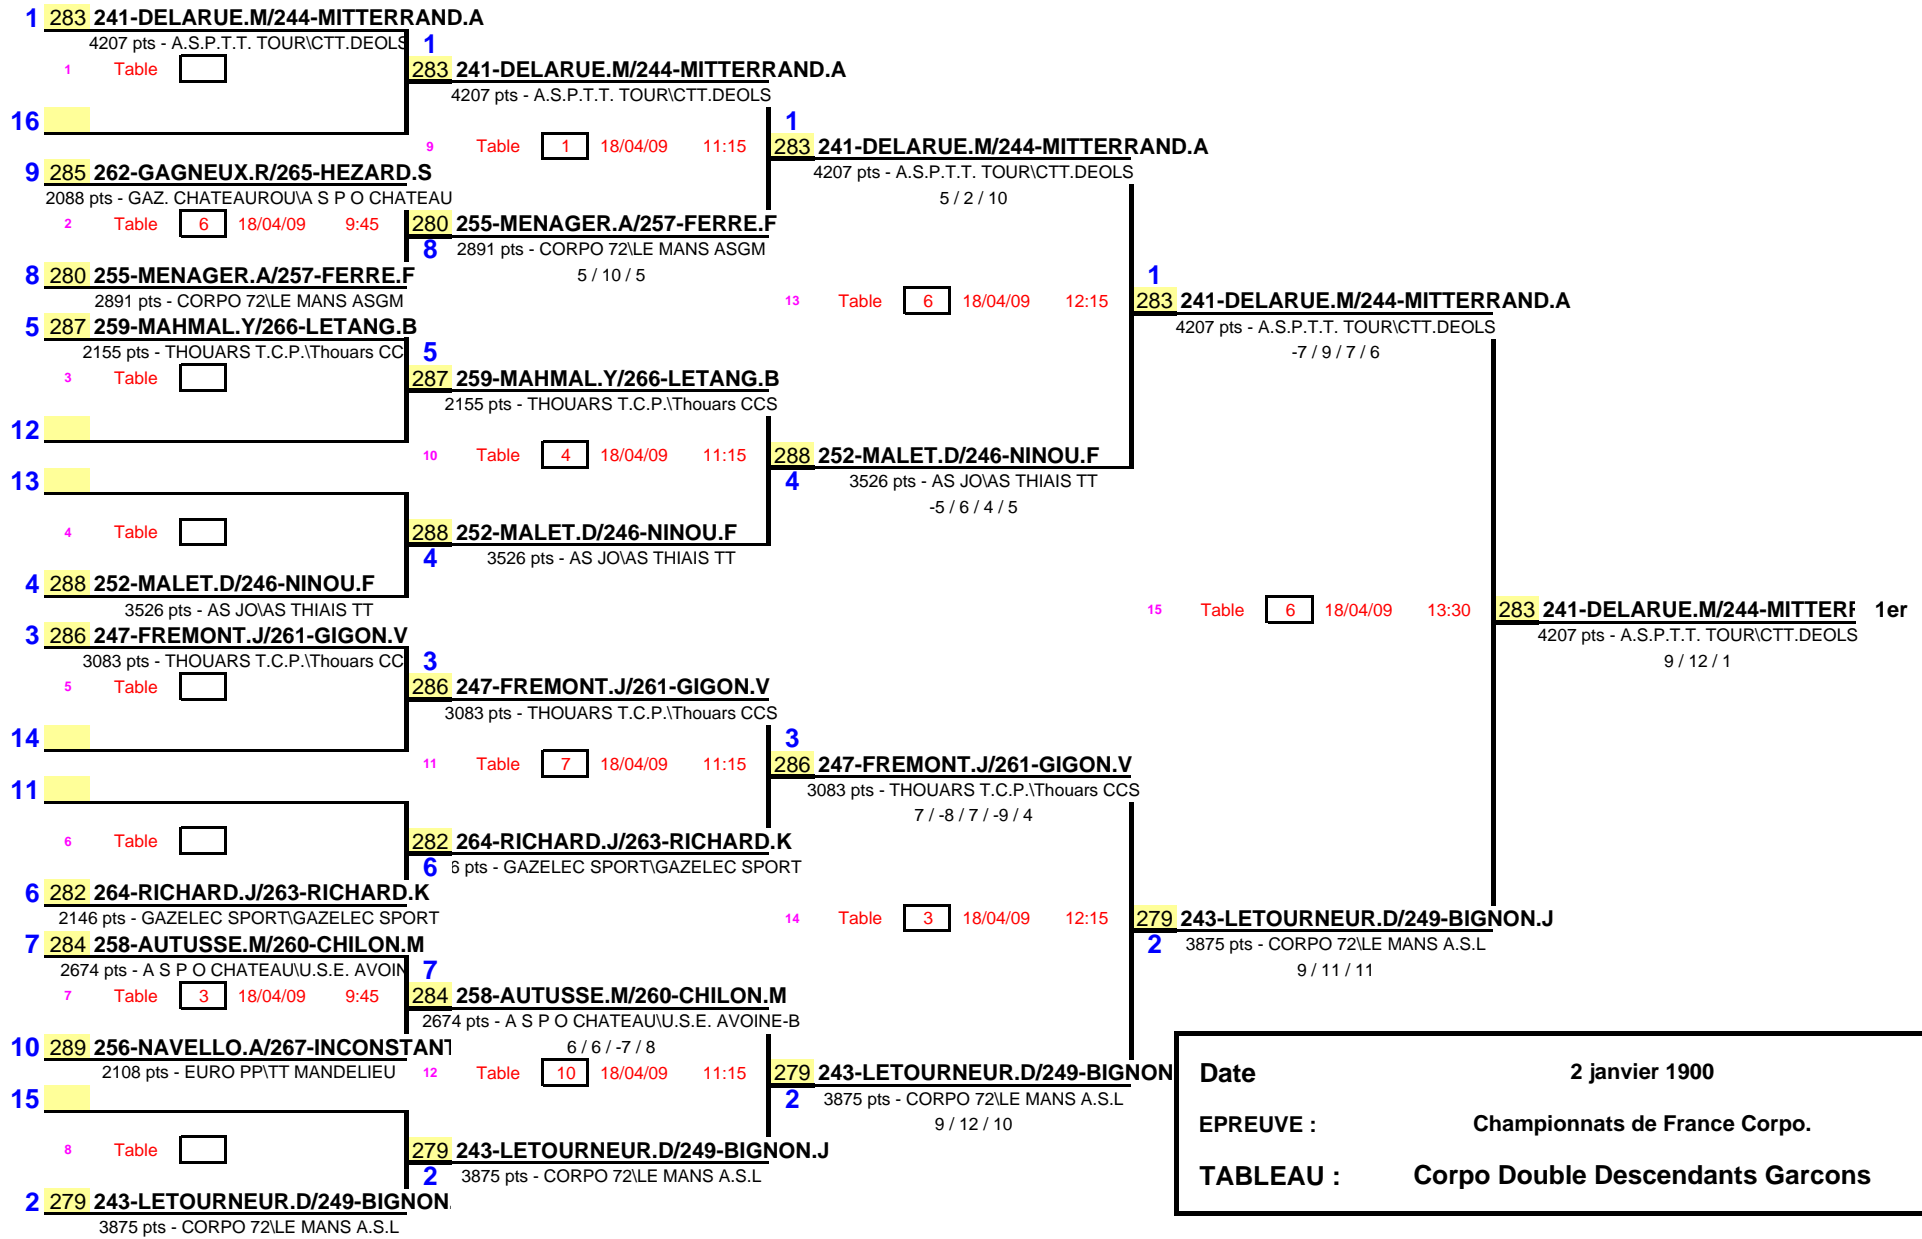 1 283 241-DELARUE.M/244-MITTERRAND.A
4207 pts - A.S.P.T.T. TOUR\CTT.DEOLS
1 Table
16
9 285 262-GAGNEUX.R/265-HEZARD.S
2088 pts - GAZ. CHATEAUROU\A S P O CHATEAU
2 Table 6 18/04/09 9:45
8 280 255-MENAGER.A/257-FERRE.F
2891 pts - CORPO 72\LE MANS ASGM
5 287 259-MAHMAL.Y/266-LETANG.B
2155 pts - THOUARS T.C.P.\Thouars CC
3 Table
12
13
4 Table
4 288 252-MALET.D/246-NINOU.F
3526 pts - AS JO\AS THIAIS TT
3 286 247-FREMONT.J/261-GIGON.V
3083 pts - THOUARS T.C.P.\Thouars CC
5 Table
14
11
6 Table
6 282 264-RICHARD.J/263-RICHARD.K
2146 pts - GAZELEC SPORT\GAZELEC SPORT
7 284 258-AUTUSSE.M/260-CHILON.M
2674 pts - A S P O CHATEAU\U.S.E. AVOIN
7 Table 3 18/04/09 9:45
10 289 256-NAVELLO.A/267-INCONSTANT
2108 pts - EURO PP\TT MANDELIEU
15
8 Table
2 279 243-LETOURNEUR.D/249-BIGNON.
3875 pts - CORPO 72\LE MANS A.S.L
1
283 241-DELARUE.M/244-MITTERRAND.A
4207 pts - A.S.P.T.T. TOUR\CTT.DEOLS
9 Table 1 18/04/09 11:15
280 255-MENAGER.A/257-FERRE.F
8 2891 pts - CORPO 72\LE MANS ASGM
5 / 10 / 5
5
287 259-MAHMAL.Y/266-LETANG.B
2155 pts - THOUARS T.C.P.\Thouars CCS
10 Table 4 18/04/09 11:15
288 252-MALET.D/246-NINOU.F
4 3526 pts - AS JO\AS THIAIS TT
3
286 247-FREMONT.J/261-GIGON.V
3083 pts - THOUARS T.C.P.\Thouars CCS
11 Table 7 18/04/09 11:15
282 264-RICHARD.J/263-RICHARD.K
6 6 pts - GAZELEC SPORT\GAZELEC SPORT
7
284 258-AUTUSSE.M/260-CHILON.M
2674 pts - A S P O CHATEAU\U.S.E. AVOINE-B
6 / 6 / -7 / 8
12 Table 10 18/04/09 11:15
279 243-LETOURNEUR.D/249-BIGNON.J
2 3875 pts - CORPO 72\LE MANS A.S.L
1
283 241-DELARUE.M/244-MITTERRAND.A
4207 pts - A.S.P.T.T. TOUR\CTT.DEOLS
5 / 2 / 10
13 Table 6 18/04/09 12:15
288 252-MALET.D/246-NINOU.F
4 3526 pts - AS JO\AS THIAIS TT
-5 / 6 / 4 / 5
3
286 247-FREMONT.J/261-GIGON.V
3083 pts - THOUARS T.C.P.\Thouars CCS
7 / -8 / 7 / -9 / 4
14 Table 3 18/04/09 12:15
279 243-LETOURNEUR.D/249-BIGNON
2 3875 pts - CORPO 72\LE MANS A.S.L
9 / 12 / 10
1
283 241-DELARUE.M/244-MITTERRAND.A
4207 pts - A.S.P.T.T. TOUR\CTT.DEOLS
-7 / 9 / 7 / 6
15 Table 6 18/04/09 13:30
279 243-LETOURNEUR.D/249-BIGNON.J
2 3875 pts - CORPO 72\LE MANS A.S.L
9 / 11 / 11
283 241-DELARUE.M/244-MITTERF 1er
4207 pts - A.S.P.T.T. TOUR\CTT.DEOLS
9 / 12 / 1
Date 2 janvier 1900
EPREUVE : Championnats de France Corpo.
TABLEAU : Corpo Double Descendants Garcons